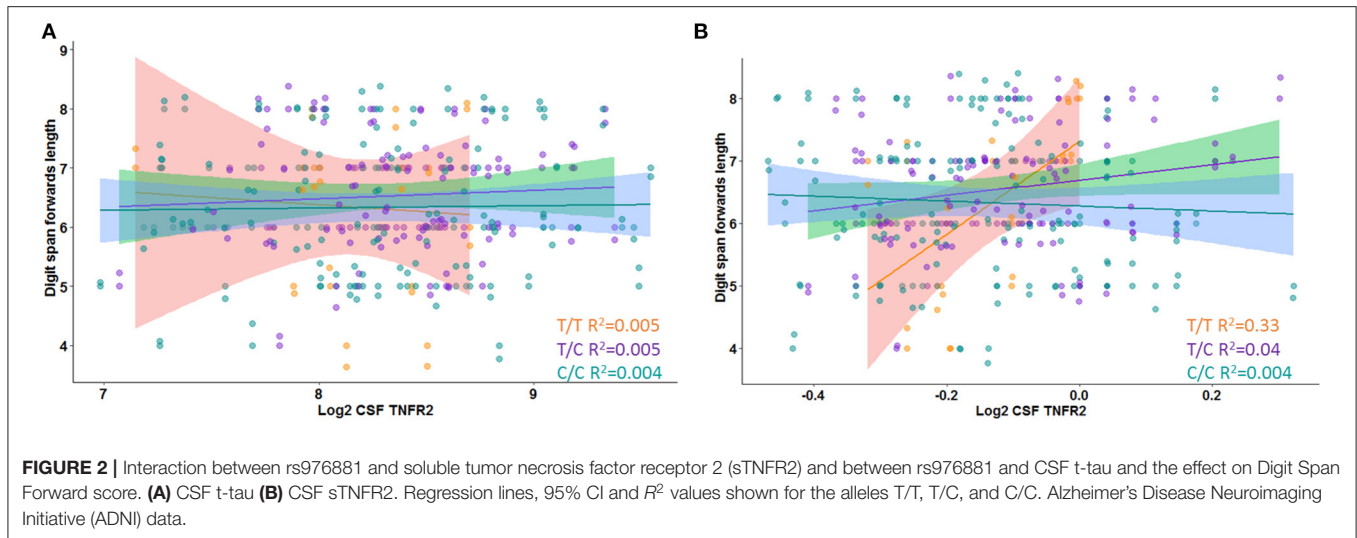 A
B
9
8
7
6
5
4
Digit span forwards length
7
8
9
Log2 CSF TNFR2
T/T R²=0.005
T/C R²=0.005
C/C R²=0.004
8
7
6
5
4
Digit span forwards length
-0.4
-0.2
0.0
0.2
Log2 CSF TNFR2
T/T R²=0.33
T/C R²=0.04
C/C R²=0.004
FIGURE 2 | Interaction between rs976881 and soluble tumor necrosis factor receptor 2 (sTNFR2) and between rs976881 and CSF t-tau and the effect on Digit Span
Forward score. (A) CSF t-tau (B) CSF sTNFR2. Regression lines, 95% CI and R² values shown for the alleles T/T, T/C, and C/C. Alzheimer's Disease Neuroimaging
Initiative (ADNI) data.